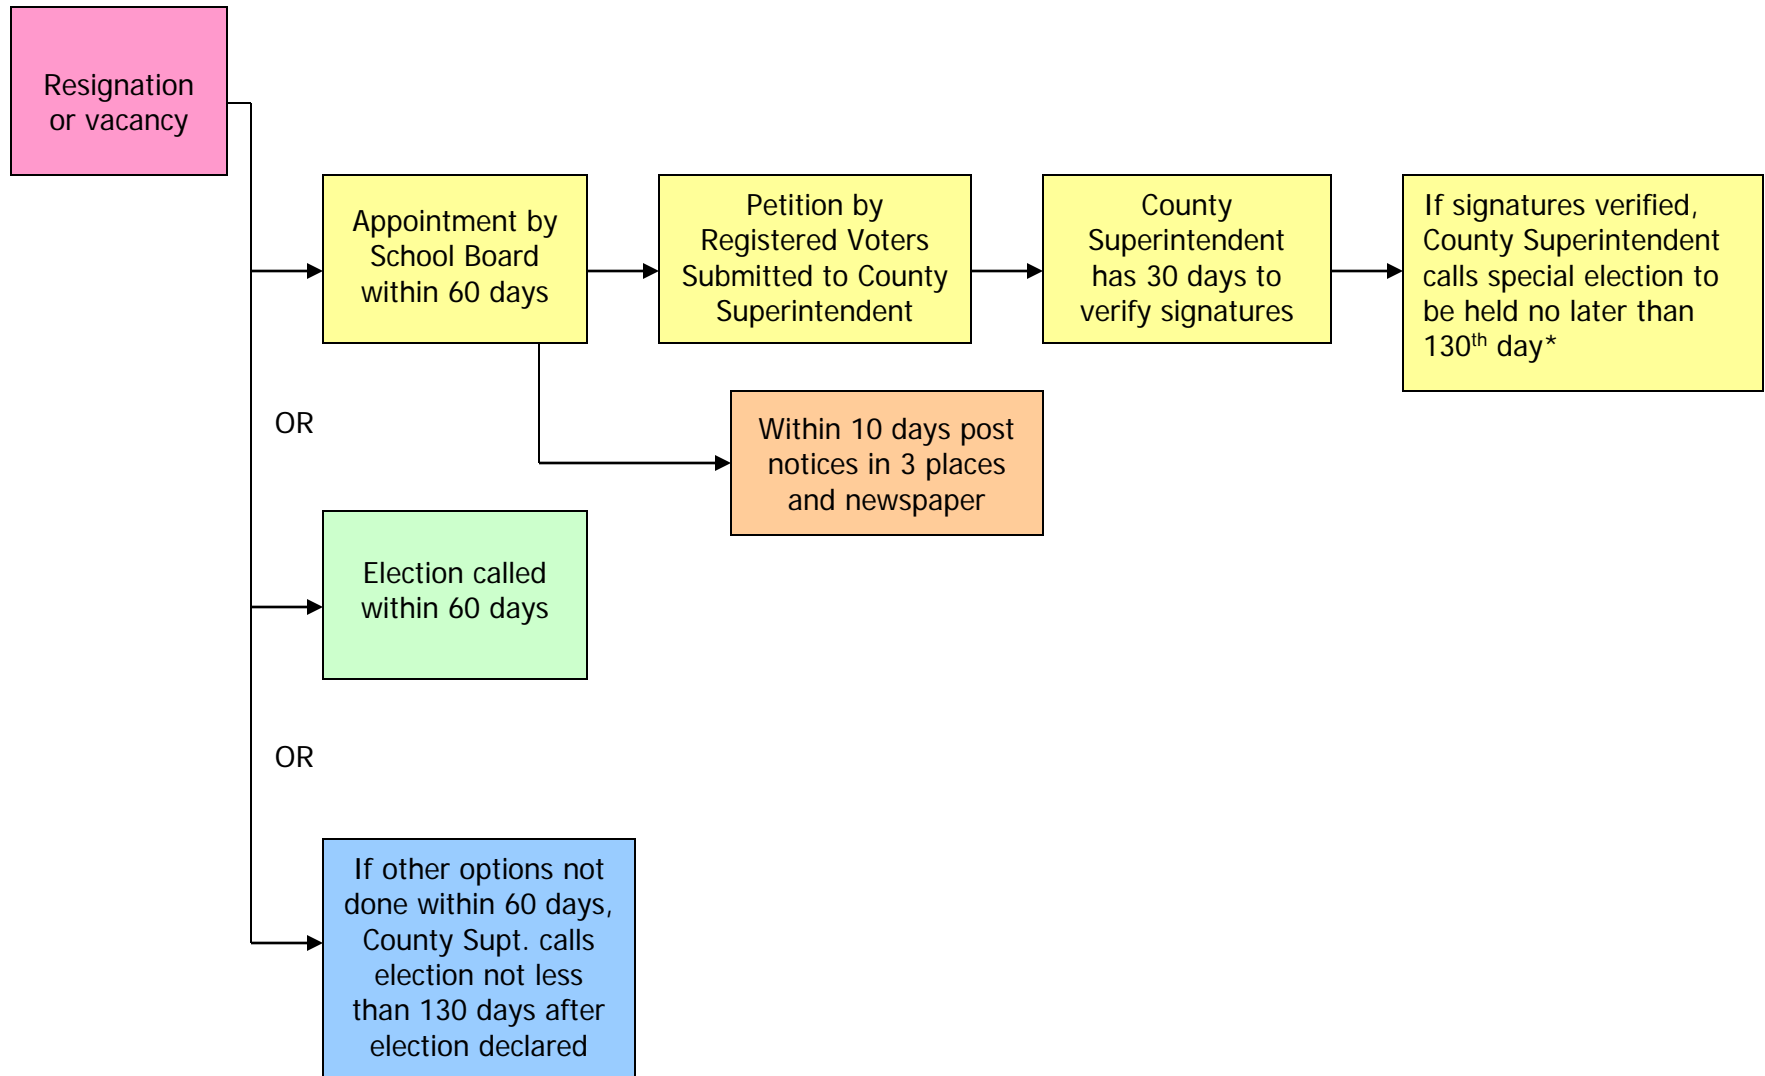 Resignation
or vacancy
Appointment by
School Board
within 60 days
Petition by
Registered Voters
Submitted to County
Superintendent
County
Superintendent
has 30 days to
verify signatures
If signatures verified,
County Superintendent
calls special election to
be held no later than
130th day*
Within 10 days post
notices in 3 places
and newspaper
OR
Election called
within 60 days
OR
If other options not
done within 60 days,
County Supt. calls
election not less
than 130 days after
election declared